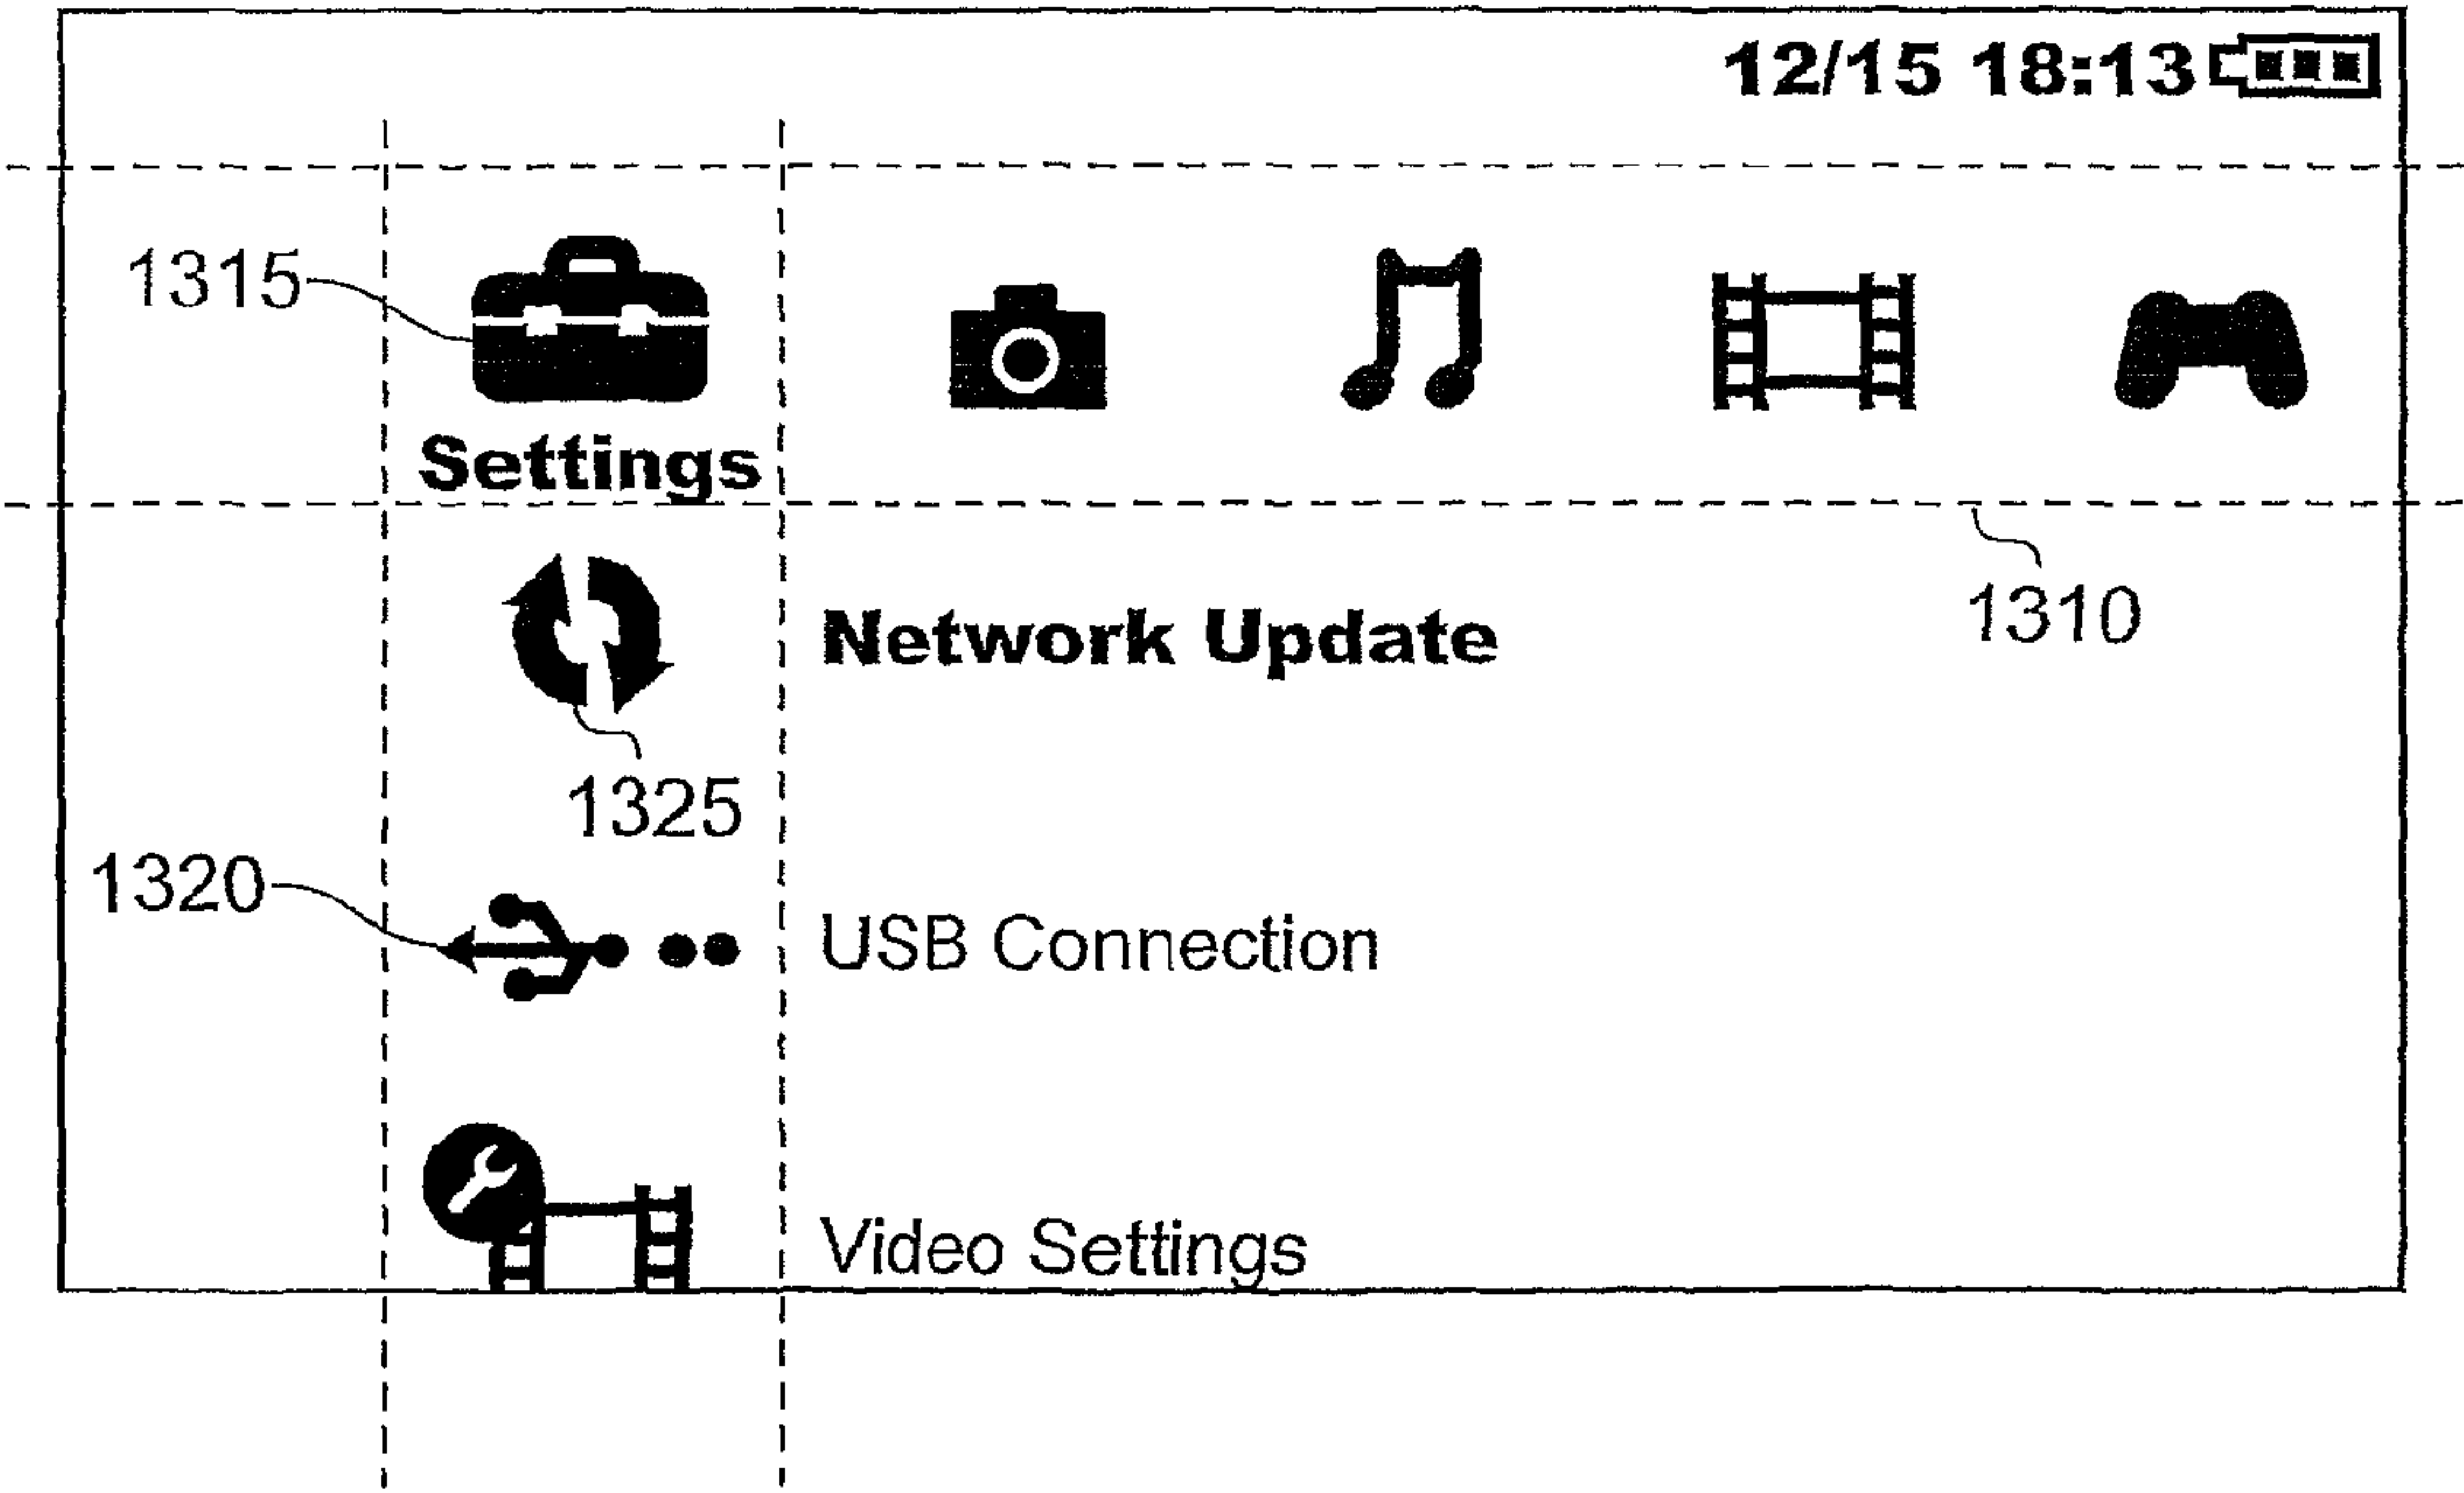 12/15 18:13
1315
Settings
Network Update
1310
1325
1320
USB Connection
Video Settings